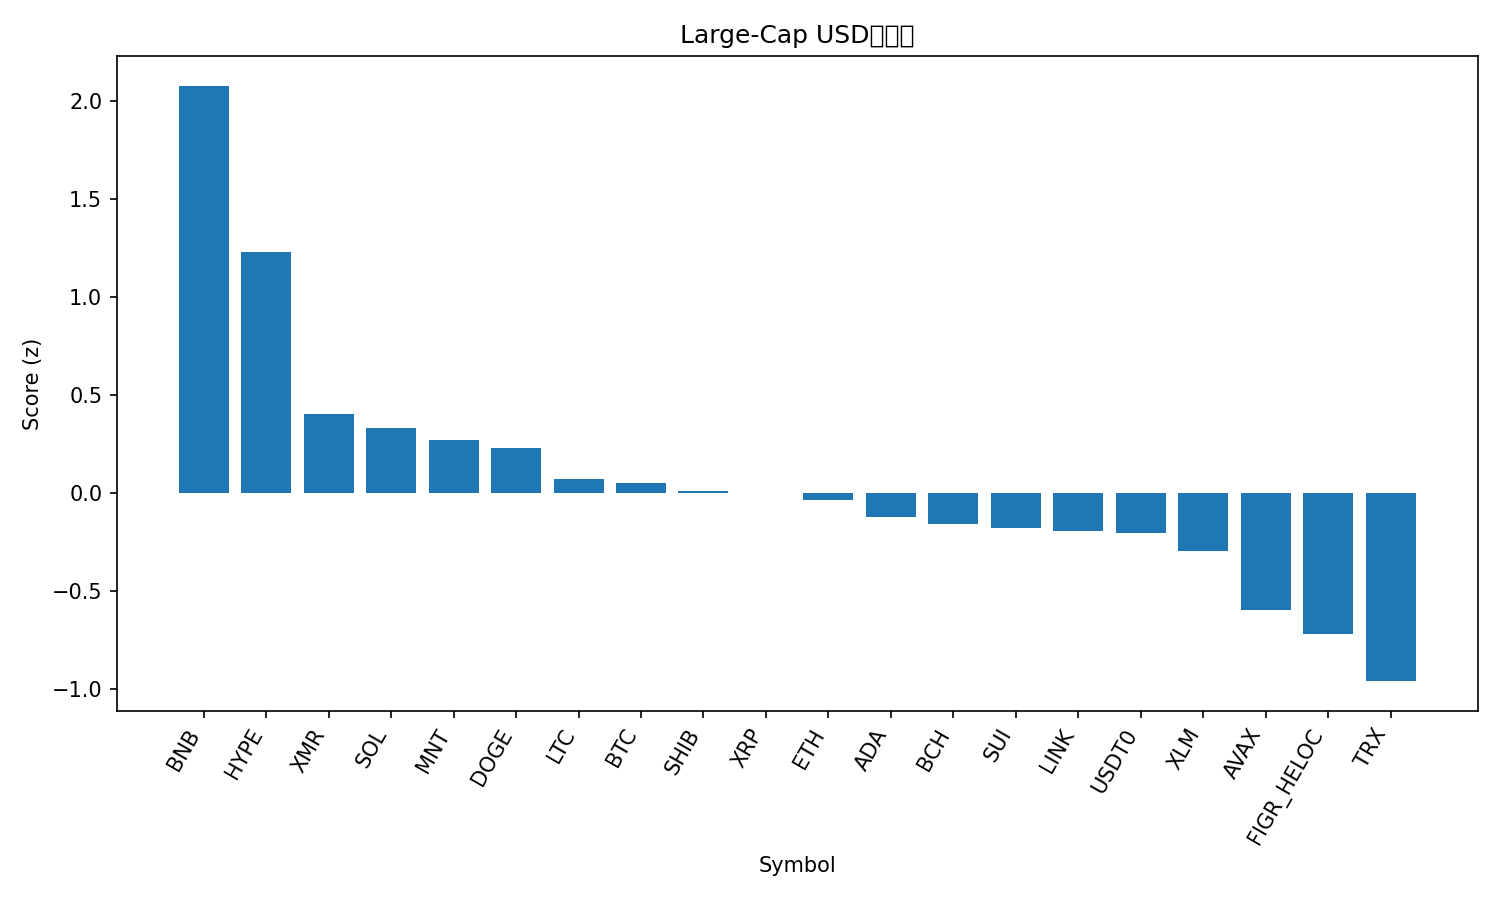 Large-Cap USD
2.0
1.5
1.0
0.5
0.0
−0.5
−1.0
Score (z)
BNB
HYPE
XMR
SOL
MNT
DOGE
LTC
BTC
SHIB
XRP
ETH
ADA
BCH
SUI
LINK
USDT0
XLM
AVAX
FIGR_HELOC
TRX
Symbol